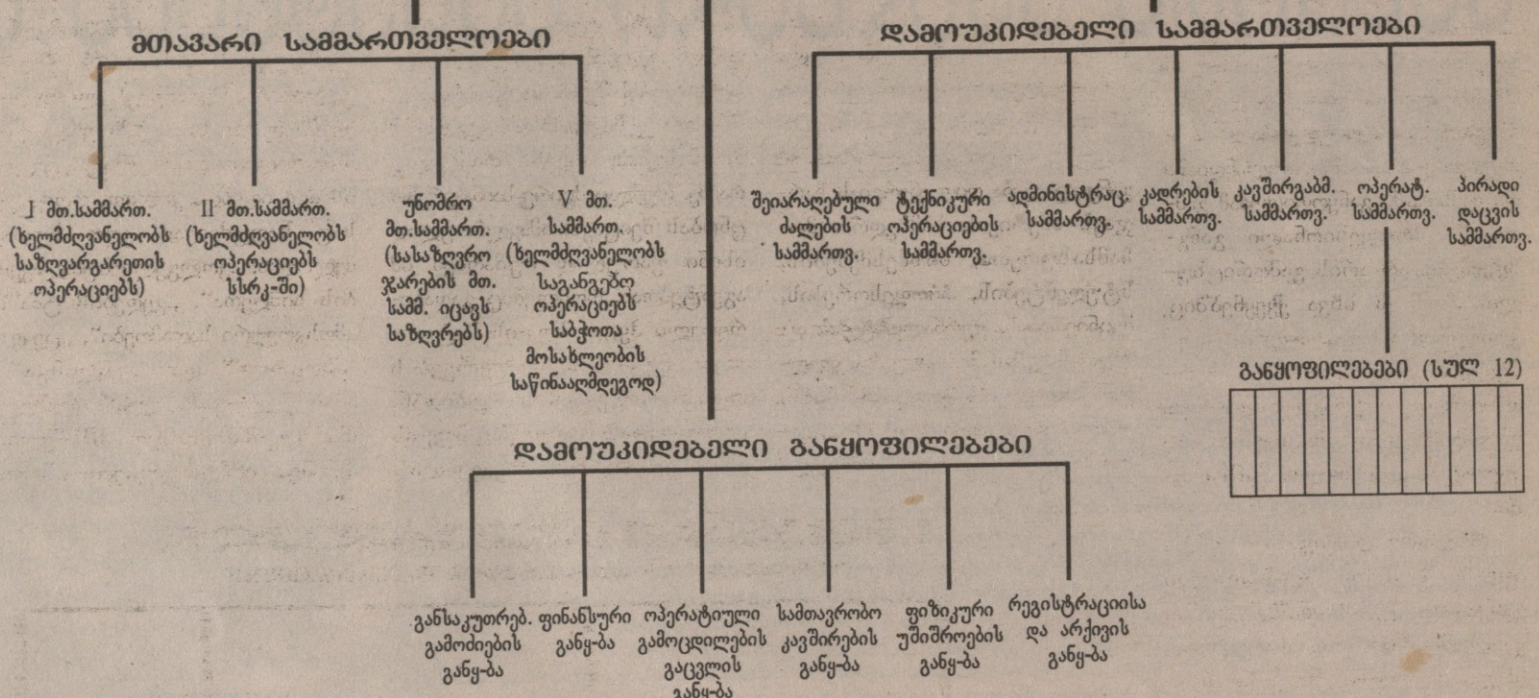 მთავარი სამმართველოები
დამოუკიდებელი სამმართველოები
I მთ.სამმართ.
(ხელმძღვანელობს
საზღვარგარეთის
ოპერაციებს)
II მთ.სამმართ.
(ხელმძღვანელობს
ოპერაციებს
სსრკ-ში)
უნომრო
მთ.სამმართ.
(სასაზღვრო
ჯარების მთ.
სამმ. იცავს
საზღვრებს)
V მთ.
სამმართ.
(ხელმძღვანელობს
საგანგებო
ოპერაციებს
საბჭოთა
მოსახლეობის
საწინააღმდეგოდ)
შეიარაღებული
ძალების
სამმართვ.
ტექნიკური
ოპერაციების
სამმართვ.
ადმინისტრაც.
სამმართვ.
კადრების
სამმართვ.
კავშირგაბმ.
სამმართვ.
ოპერატ.
სამმართვ.
პირადი
დაცვის
სამმართვ.
განყოფილებები (სულ 12)
დამოუკიდებელი განყოფილებები
განსაკუთრებ.
გამოძიების
განყ-ბა
ფინანსური
განყ-ბა
ოპერატიული
გამოცდილების
გაცვლის
განყ-ბა
სამთავრობო
კავშირების
განყ-ბა
ფიზიკური
უშიშროების
განყ-ბა
რეგისტრაციისა
და არქივის
განყ-ბა